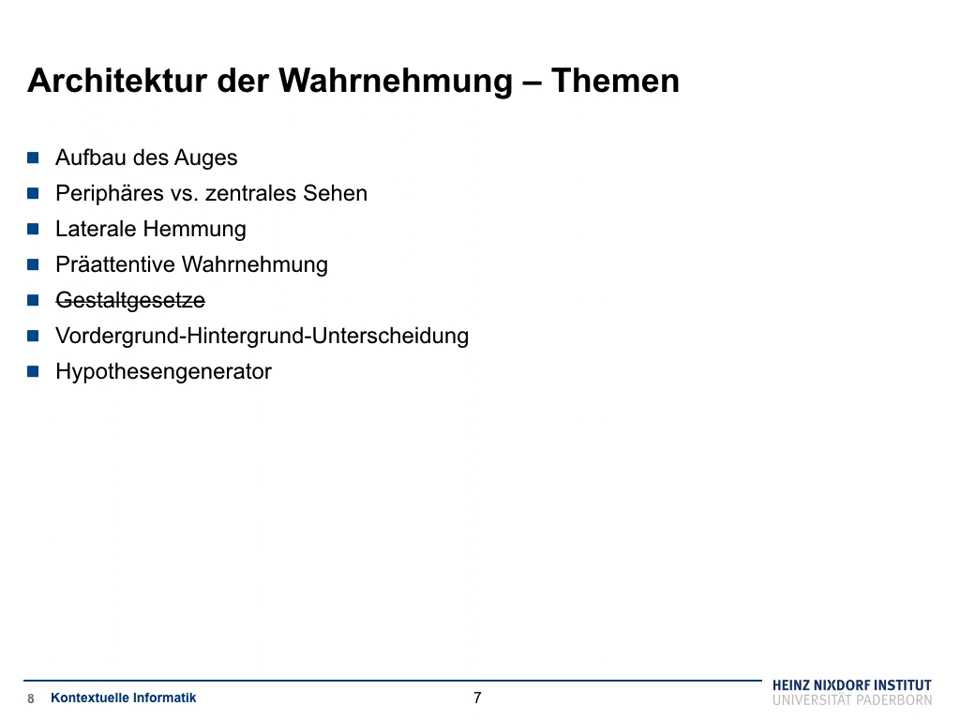 Architektur der Wahrnehmung – Themen
Aufbau des Auges
Periphäres vs. zentrales Sehen
Laterale Hemmung
Präattentive Wahrnehmung
Gestaltgesetze
Vordergrund-Hintergrund-Unterscheidung
Hypothesengenerator
8 Kontextuelle Informatik
7
HEINZ NIXDORF INSTITUT
UNIVERSITÄT PADERBORN